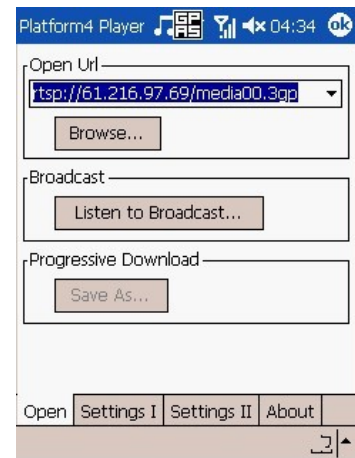 Platform4 Player GPRS 04:34 ok
Open Url
rtsp://61.216.97.69/media00.3gp
Browse...
Broadcast
Listen to Broadcast...
Progressive Download
Save As...
Open Settings I Settings II About